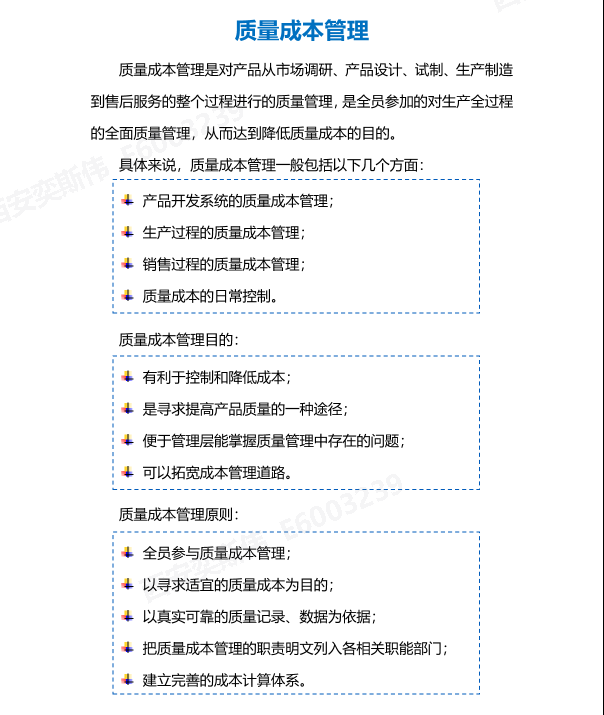 质量成本管理
质量成本管理是对产品从市场调研、产品设计、试制、生产制造
到售后服务的整个过程进行的质量管理，是全员参加的对生产全过程
的全面质量管理，从而达到降低质量成本的目的。
具体来说，质量成本管理一般包括以下几个方面：
产品开发系统的质量成本管理；
生产过程的质量成本管理；
销售过程的质量成本管理；
质量成本的日常控制。
质量成本管理目的：
有利于控制和降低成本；
是寻求提高产品质量的一种途径；
便于管理层能掌握质量管理中存在的问题；
可以拓宽成本管理道路。
质量成本管理原则：
全员参与质量成本管理；
以寻求适宜的质量成本为目的；
以真实可靠的质量记录、数据为依据；
把质量成本管理的职责明文列入各相关职能部门；
建立完善的成本计算体系。
西安奕斯伟 56003239
西安奕斯伟 56003239